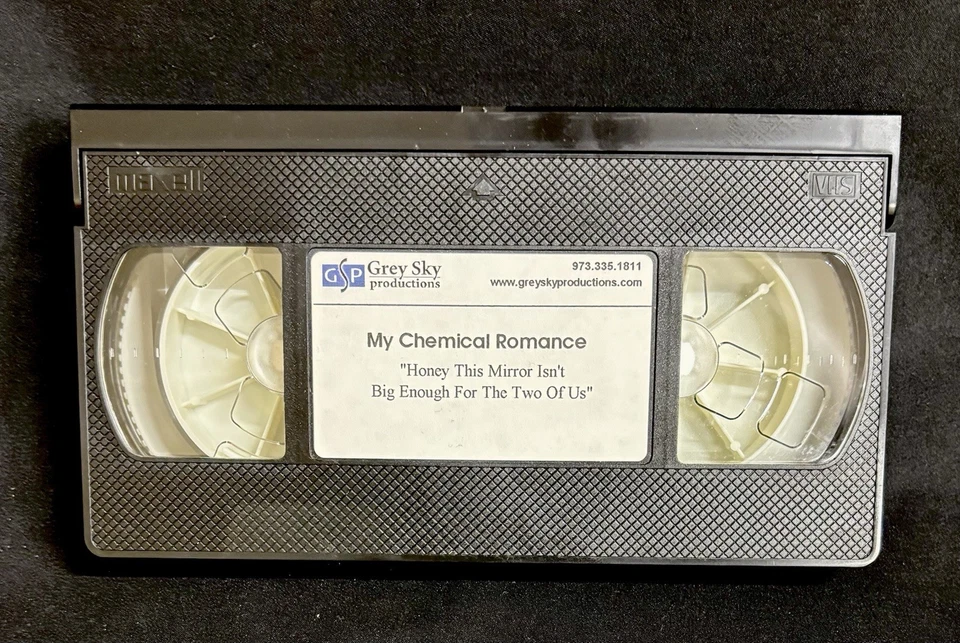 maxell
VHS
GSP Grey Sky productions
973.335.1811
www.greyskyproductions.com
My Chemical Romance
"Honey This Mirror Isn't
Big Enough For The Two Of Us"